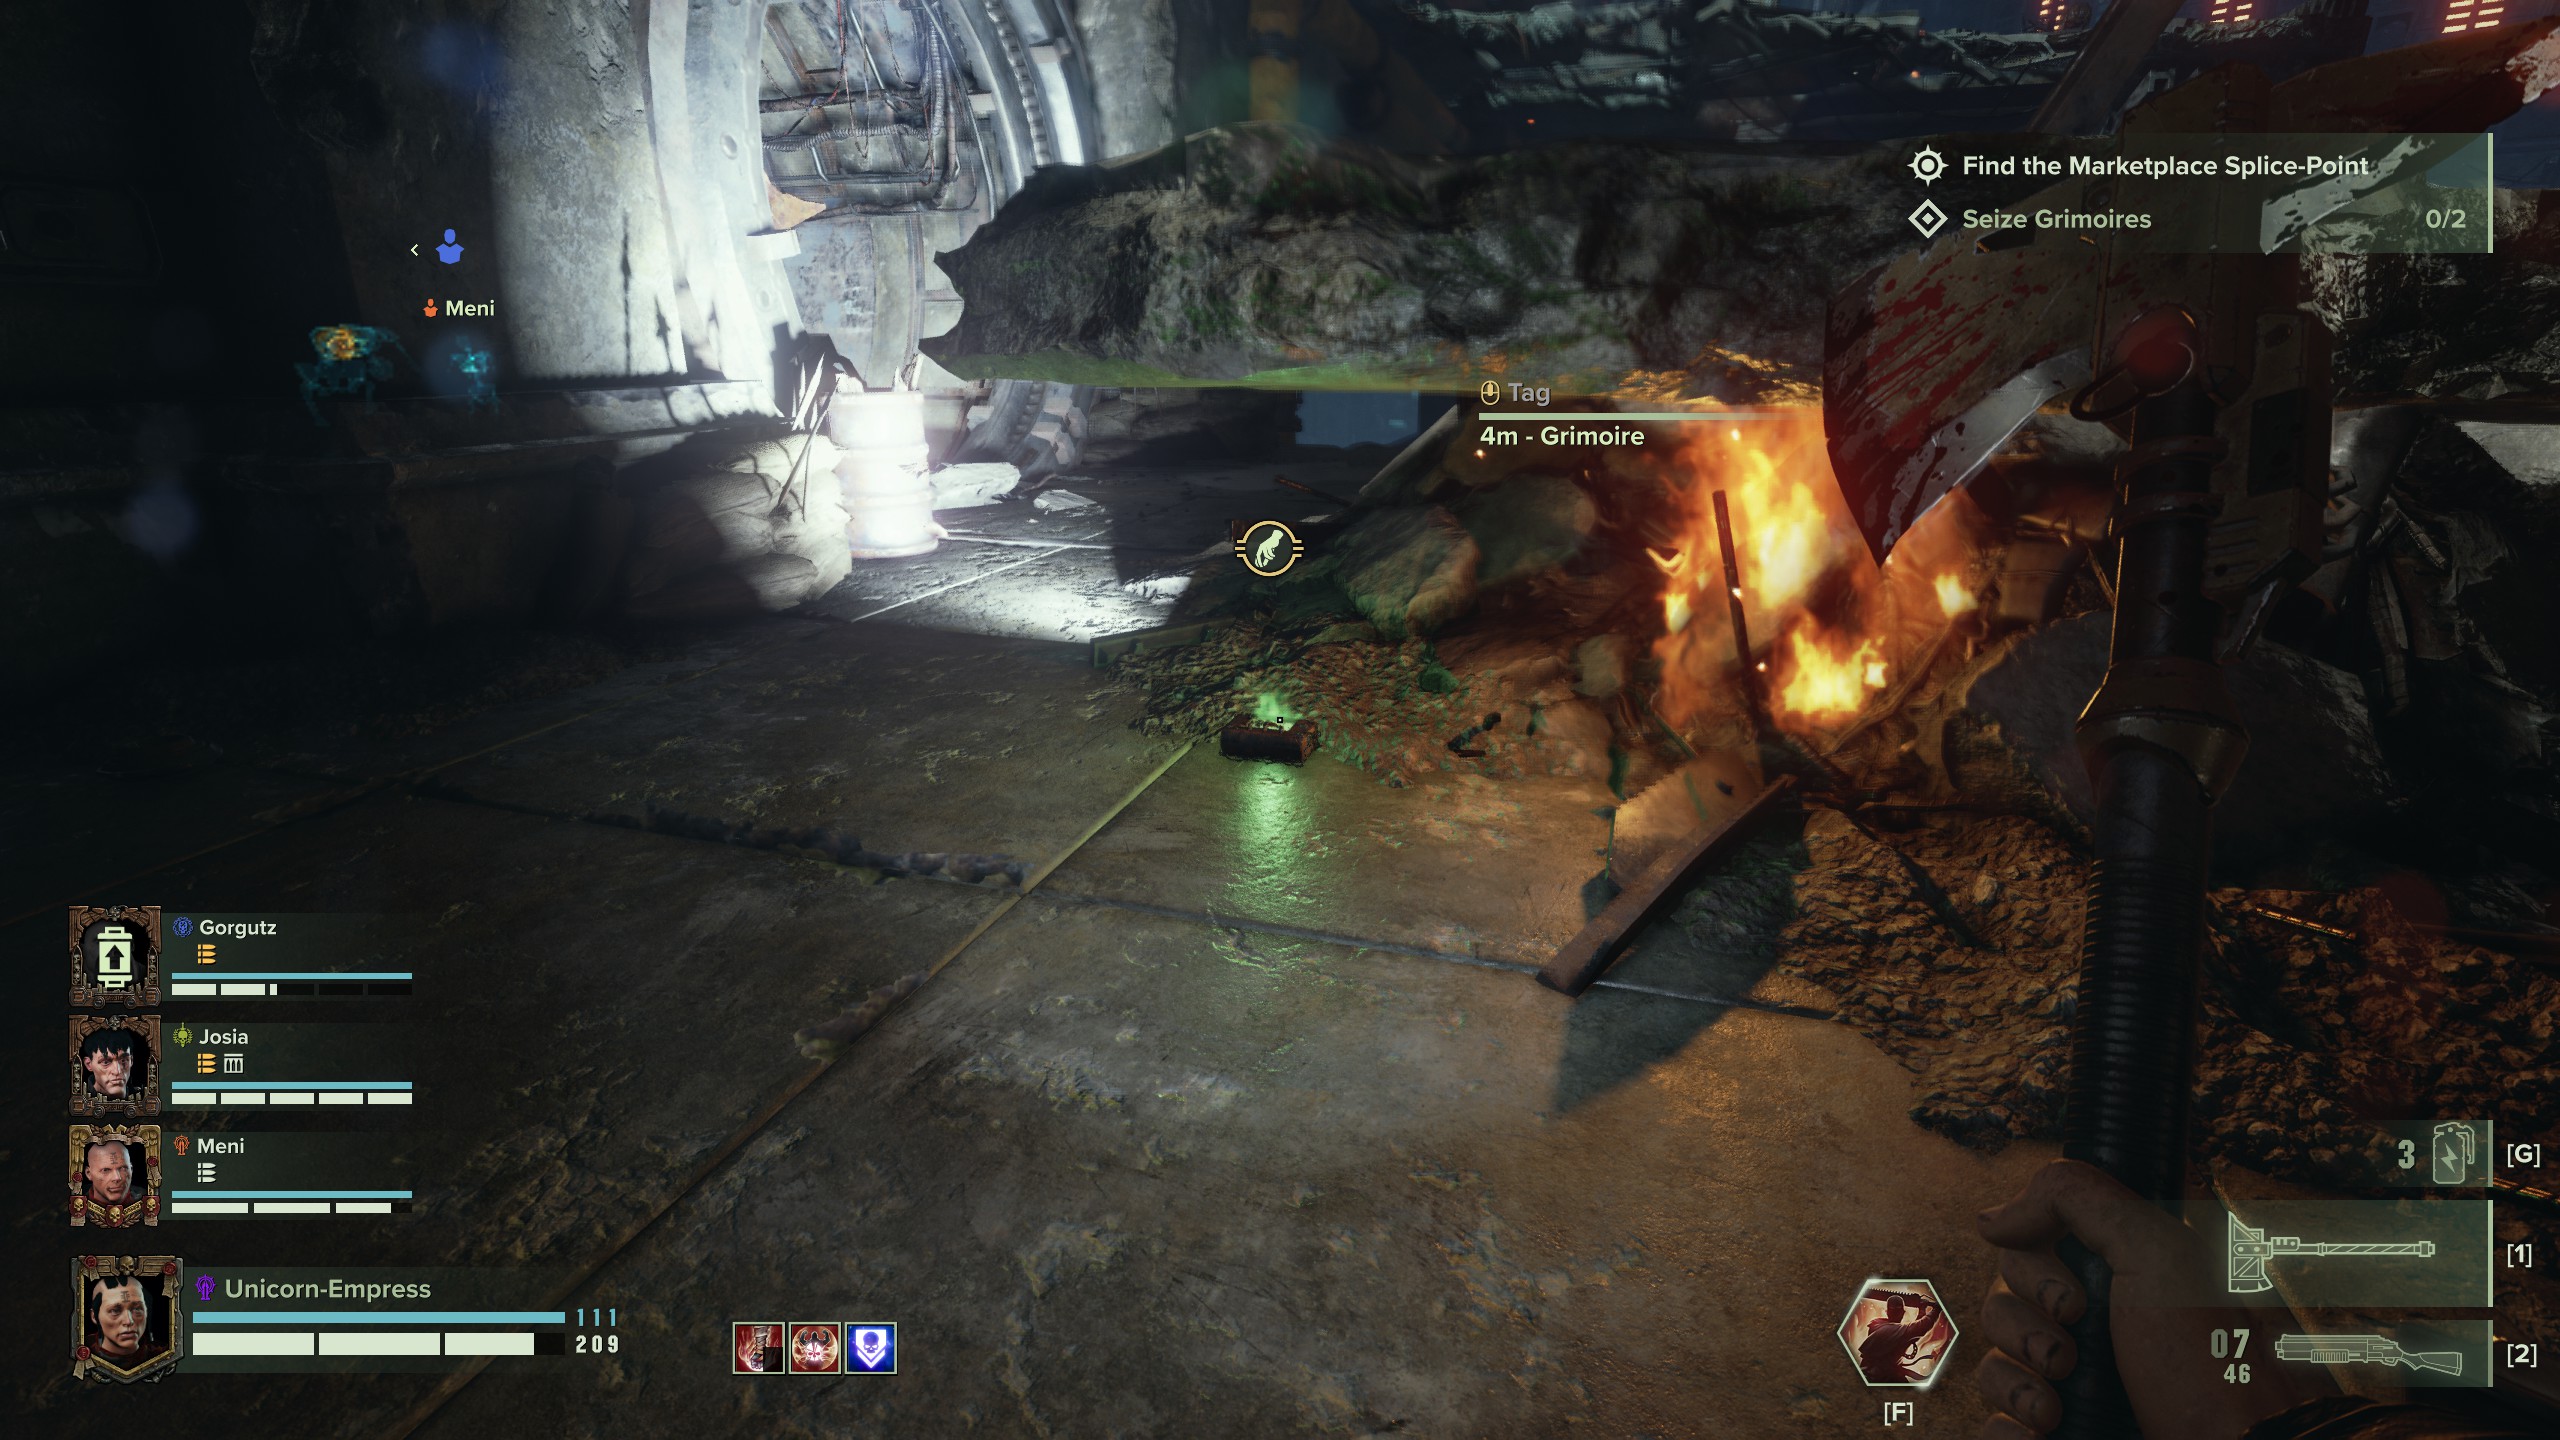 Find the Marketplace Splice-Point
Seize Grimoires 0/2
Meni
Tag
4m - Grimoire
Gorgutz
Josia
Meni
Unicorn-Empress
111
209
[F]
3 [G]
[1]
07
46
[2]